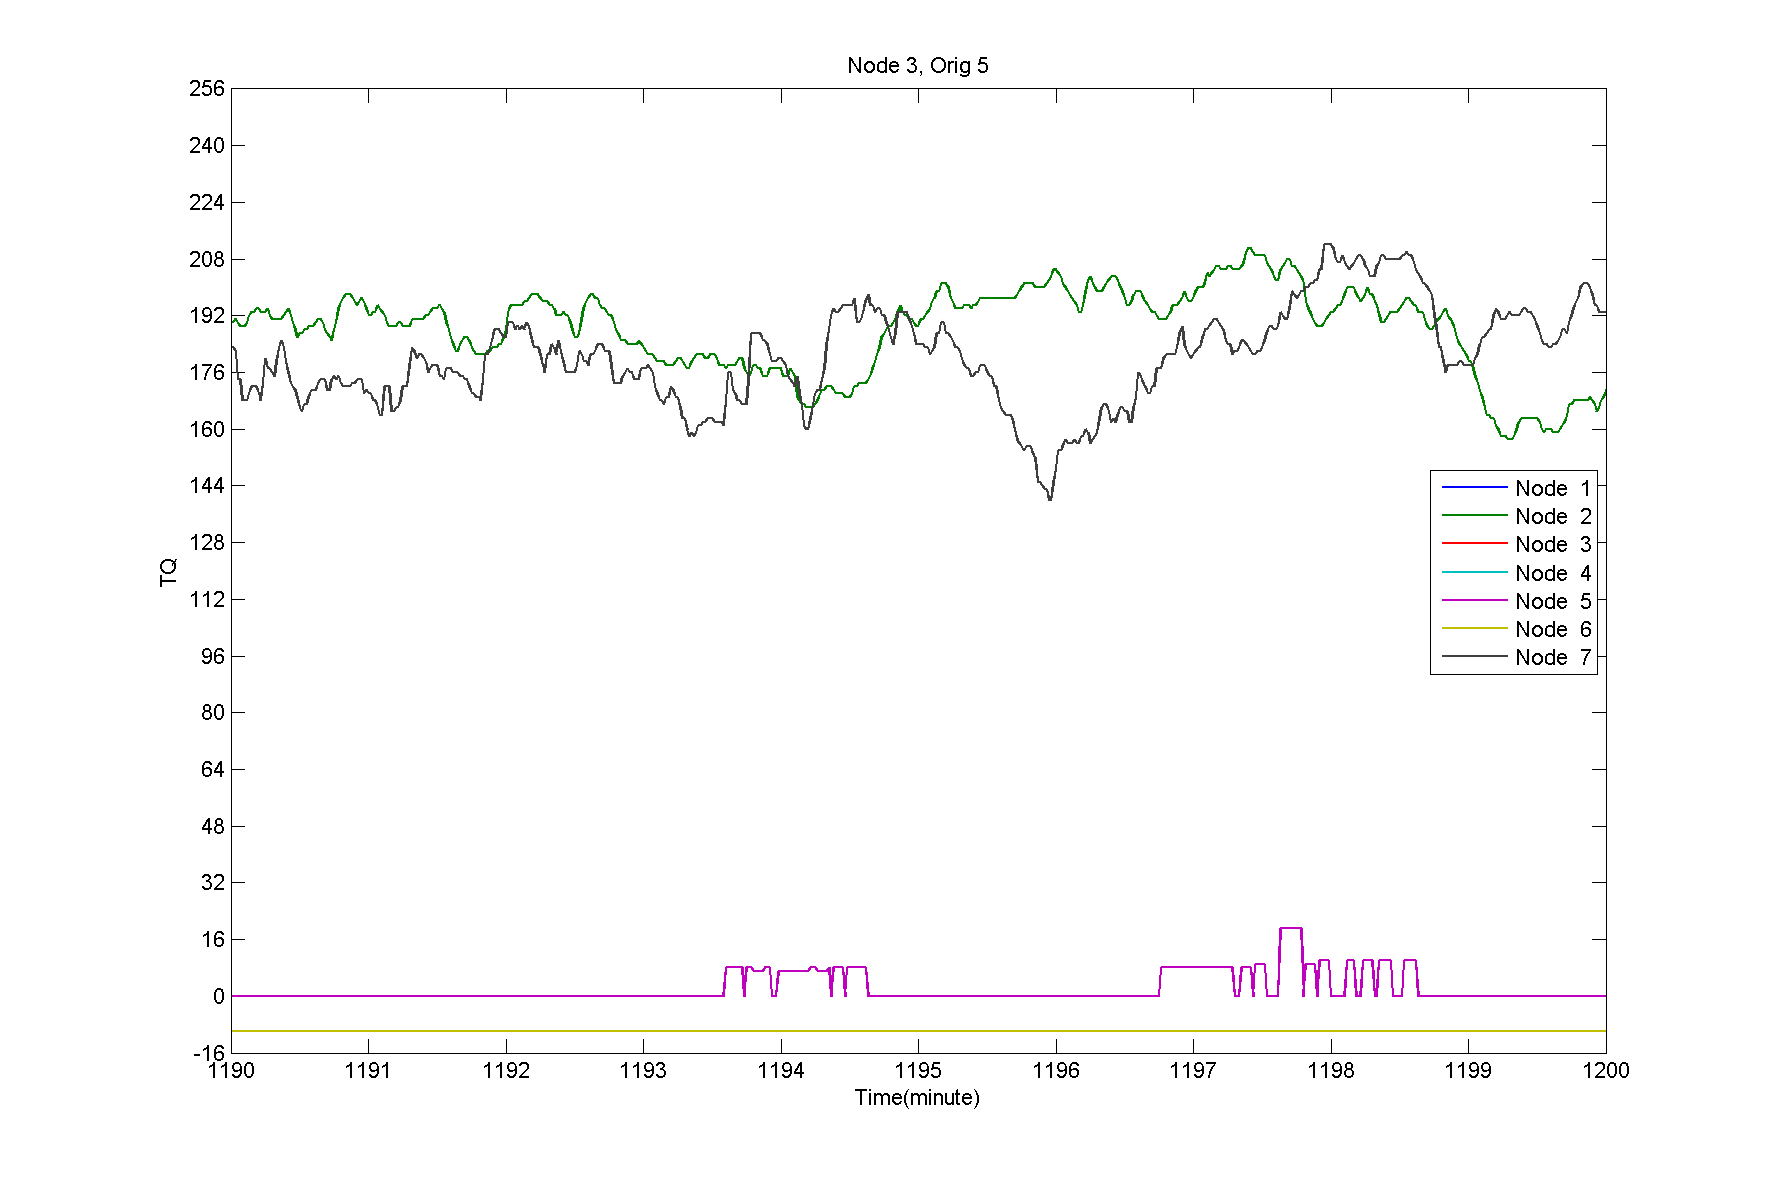 Node 3, Orig 5
256
240
224
208
192
176
160
144
128
112
96
80
64
48
32
16
0
-16
TQ
Node 1
Node 2
Node 3
Node 4
Node 5
Node 6
Node 7
1190 1191 1192 1193 1194 1195 1196 1197 1198 1199 1200
Time(minute)